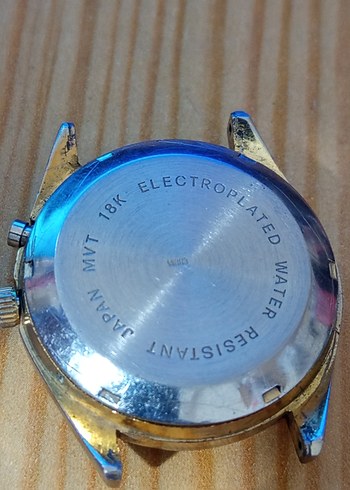 18K ELECTROPLATED WATER RESISTANT JAPAN MVT